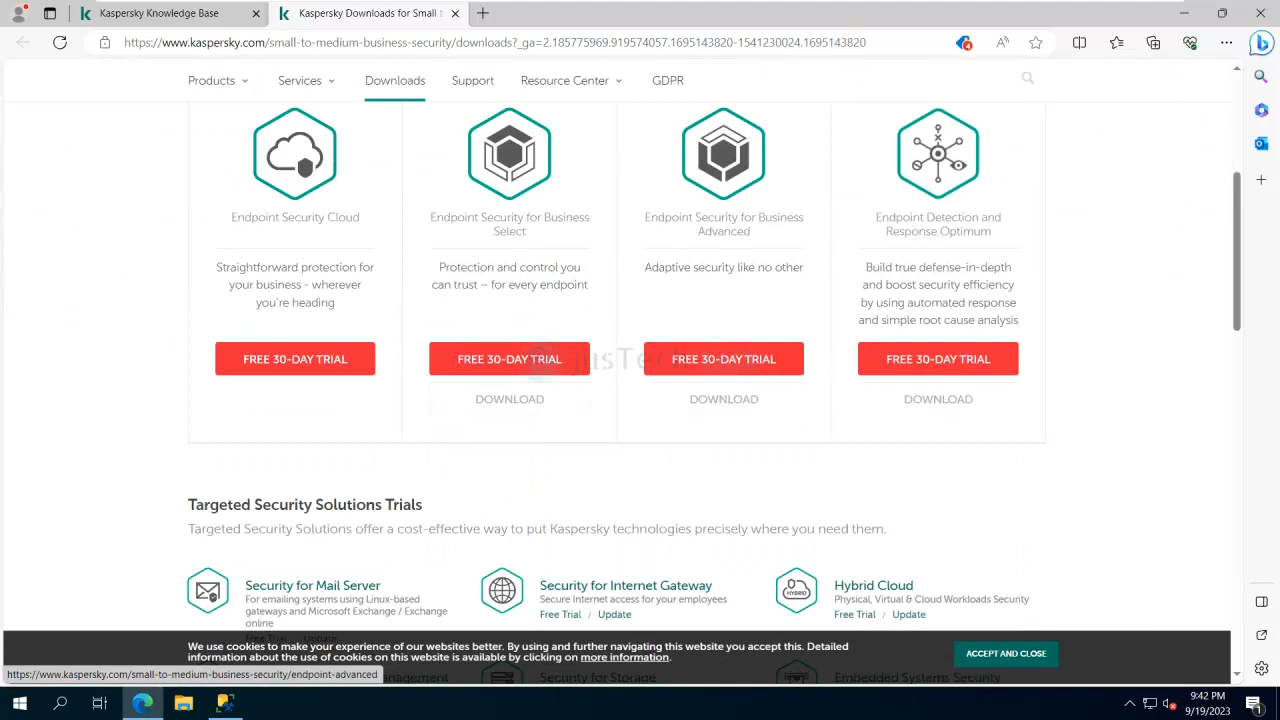 Kaspersky Knowledge Base
Kaspersky Downloads for Small
https://www.kaspersky.com/small-to-medium-business-security/downloads?_ga=2.185775969.919574057.1695143820-1541230024.1695143820
4
Products
Services
Downloads
Support
Resource Center
GDPR
Endpoint Security Cloud
Straightforward protection for
your business - wherever
you're heading
FREE 30-DAY TRIAL
Endpoint Security for Business
Select
Protection and control you
can trust – for every endpoint
FREE 30-DAY TRIAL
DOWNLOAD
Endpoint Security for Business
Advanced
Adaptive security like no other
FREE 30-DAY TRIAL
DOWNLOAD
Endpoint Detection and
Response Optimum
Build true defense-in-depth
and boost security efficiency
by using automated response
and simple root cause analysis
FREE 30-DAY TRIAL
DOWNLOAD
Targeted Security Solutions Trials
Targeted Security Solutions offer a cost-effective way to put Kaspersky technologies precisely where you need them.
Security for Mail Server
For emailing systems using Linux-based
gateways and Microsoft Exchange / Exchange
online
Free Trial / Update
Security for Internet Gateway
Secure Internet access for your employees
Free Trial / Update
HYBRID
Hybrid Cloud
Physical, Virtual & Cloud Workloads Security
Free Trial / Update
We use cookies to make your experience of our websites better. By using and further navigating this website you accept this. Detailed
information about the use of cookies on this website is available by clicking on more information.
ACCEPT AND CLOSE
Security for Storage
Embedded Systems Security
https://www.kaspersky.com/small-to-medium-business-security/endpoint-advanced
9:42 PM
9/19/2023
1